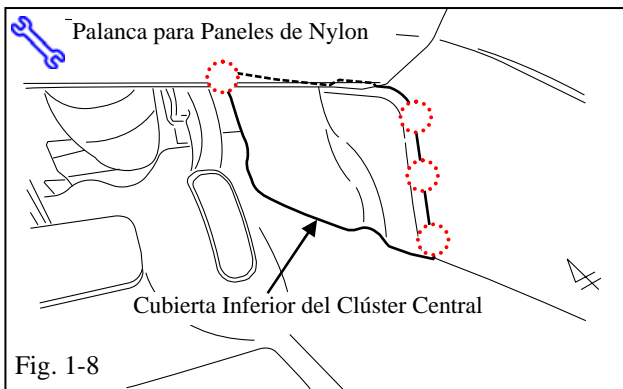 Palanca para Paneles de Nylon
Cubierta Inferior del Clúster Central
Fig. 1-8